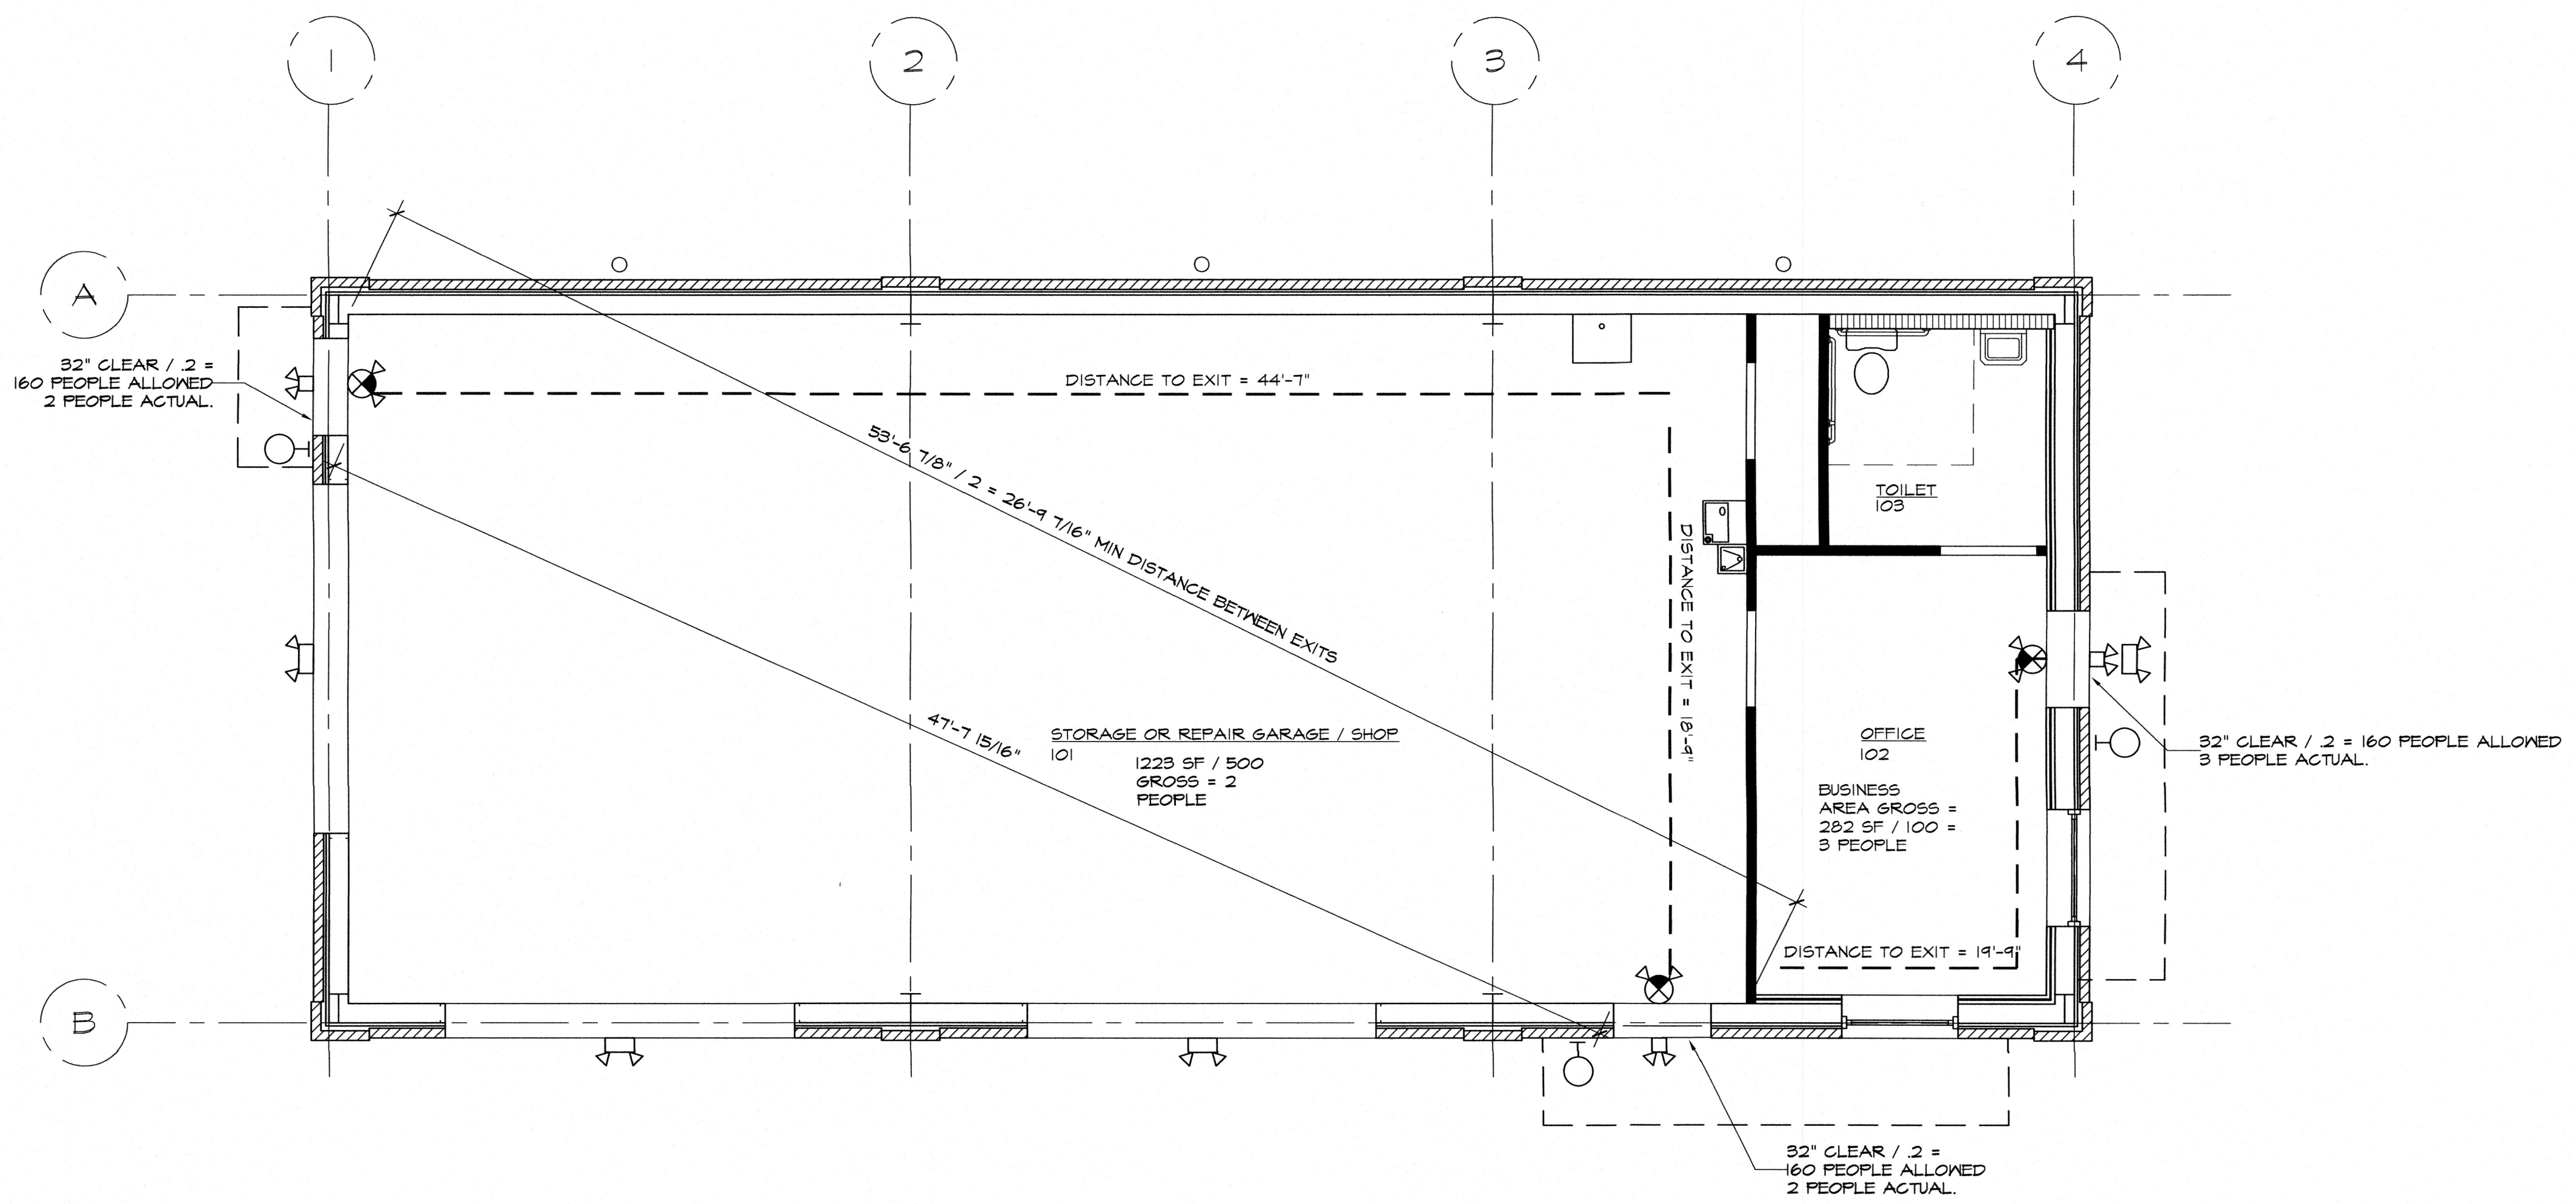 1
2
3
4
A
32" CLEAR / .2 =
160 PEOPLE ALLOWED
2 PEOPLE ACTUAL.
DISTANCE TO EXIT = 44'-7"
53'-6 7/8" / 2 = 26'-9 7/16" MIN DISTANCE BETWEEN EXITS
TOILET
103
DISTANCE TO EXIT = 18'-9"
47'-7 15/16"
STORAGE OR REPAIR GARAGE / SHOP
101
1223 SF / 500
GROSS = 2
PEOPLE
OFFICE
102
BUSINESS
AREA GROSS =
282 SF / 100 =
3 PEOPLE
32" CLEAR / .2 = 160 PEOPLE ALLOWED
3 PEOPLE ACTUAL.
DISTANCE TO EXIT = 19'-9"
B
32" CLEAR / .2 =
160 PEOPLE ALLOWED
2 PEOPLE ACTUAL.